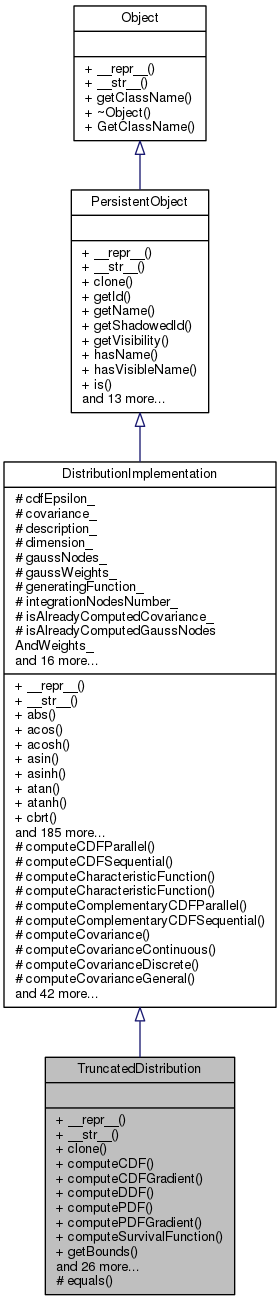 Object
+ __repr__()
+ __str__()
+ getClassName()
+ ~Object()
+ GetClassName()
PersistentObject
+ __repr__()
+ __str__()
+ clone()
+ getId()
+ getName()
+ getShadowedId()
+ getVisibility()
+ hasName()
+ hasVisibleName()
+ is()
and 13 more...
DistributionImplementation
# cdfEpsilon_
# covariance_
# description_
# dimension_
# gaussNodes_
# gaussWeights_
# generatingFunction_
# integrationNodesNumber_
# isAlreadyComputedCovariance_
# isAlreadyComputedGaussNodes
AndWeights_
and 16 more...
+ __repr__()
+ __str__()
+ abs()
+ acos()
+ acosh()
+ asin()
+ asinh()
+ atan()
+ atanh()
+ cbrt()
and 185 more...
# computeCDFParallel()
# computeCDFSequential()
# computeCharacteristicFunction()
# computeCharacteristicFunction()
# computeComplementaryCDFParallel()
# computeComplementaryCDFSequential()
# computeCovariance()
# computeCovarianceContinuous()
# computeCovarianceDiscrete()
# computeCovarianceGeneral()
and 42 more...
TruncatedDistribution
+ __repr__()
+ __str__()
+ clone()
+ computeCDF()
+ computeCDFGradient()
+ computeDDF()
+ computePDF()
+ computePDFGradient()
+ computeSurvivalFunction()
+ getBounds()
and 26 more...
# equals()